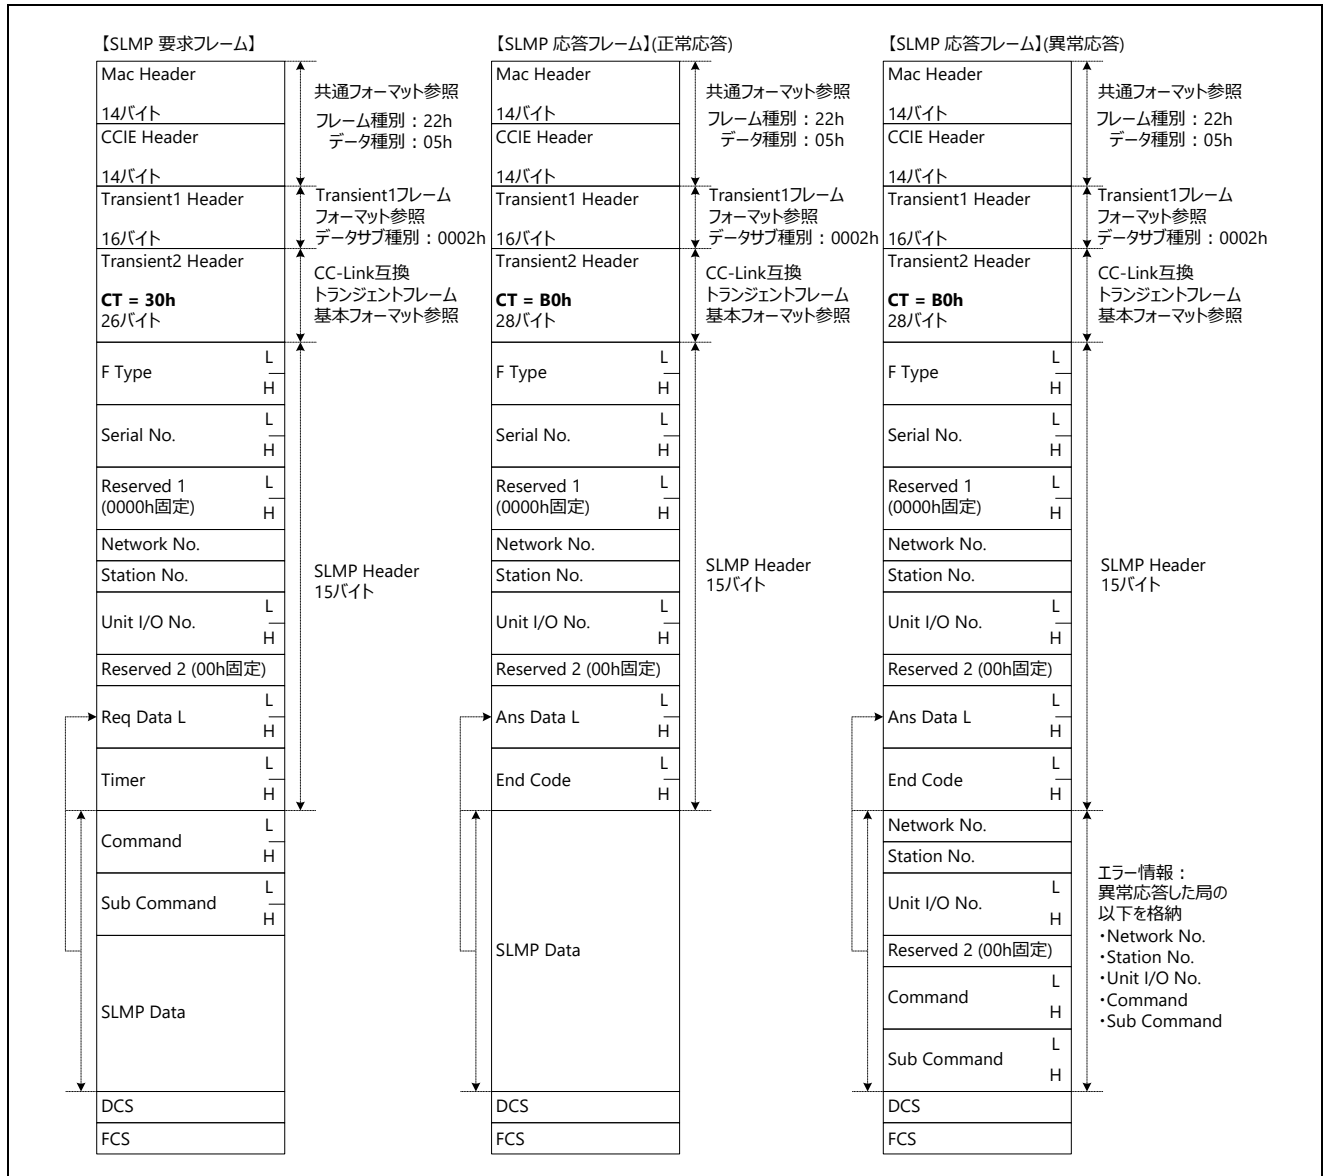 【SLMP 要求フレーム】
Mac Header
14バイト
CCIE Header
14バイト
Transient1 Header
16バイト
Transient2 Header
CT = 30h
26バイト
F Type
L
H
Serial No.
L
H
Reserved 1
(0000h固定)
L
H
Network No.
Station No.
Unit I/O No.
L
H
Reserved 2 (00h固定)
Req Data L
L
H
Timer
L
H
Command
L
H
Sub Command
L
H
SLMP Data
DCS
FCS
共通フォーマット参照
フレーム種別：22h
データ種別：05h
Transient1フレーム
フォーマット参照
データサブ種別：0002h
CC-Link互換
トランジェントフレーム
基本フォーマット参照
SLMP Header
15バイト
【SLMP 応答フレーム】(正常応答)
Mac Header
14バイト
CCIE Header
14バイト
Transient1 Header
16バイト
Transient2 Header
CT = B0h
28バイト
F Type
L
H
Serial No.
L
H
Reserved 1
(0000h固定)
L
H
Network No.
Station No.
Unit I/O No.
L
H
Reserved 2 (00h固定)
Ans Data L
L
H
End Code
L
H
SLMP Data
DCS
FCS
共通フォーマット参照
フレーム種別：22h
データ種別：05h
Transient1フレーム
フォーマット参照
データサブ種別：0002h
CC-Link互換
トランジェントフレーム
基本フォーマット参照
SLMP Header
15バイト
【SLMP 応答フレーム】(異常応答)
Mac Header
14バイト
CCIE Header
14バイト
Transient1 Header
16バイト
Transient2 Header
CT = B0h
28バイト
F Type
L
H
Serial No.
L
H
Reserved 1
(0000h固定)
L
H
Network No.
Station No.
Unit I/O No.
L
H
Reserved 2 (00h固定)
Ans Data L
L
H
End Code
L
H
Network No.
Station No.
Unit I/O No.
L
H
Reserved 2 (00h固定)
Command
L
H
Sub Command
L
H
DCS
FCS
共通フォーマット参照
フレーム種別：22h
データ種別：05h
Transient1フレーム
フォーマット参照
データサブ種別：0002h
CC-Link互換
トランジェントフレーム
基本フォーマット参照
SLMP Header
15バイト
エラー情報：
異常応答した局の
以下を格納
・Network No.
・Station No.
・Unit I/O No.
・Command
・Sub Command